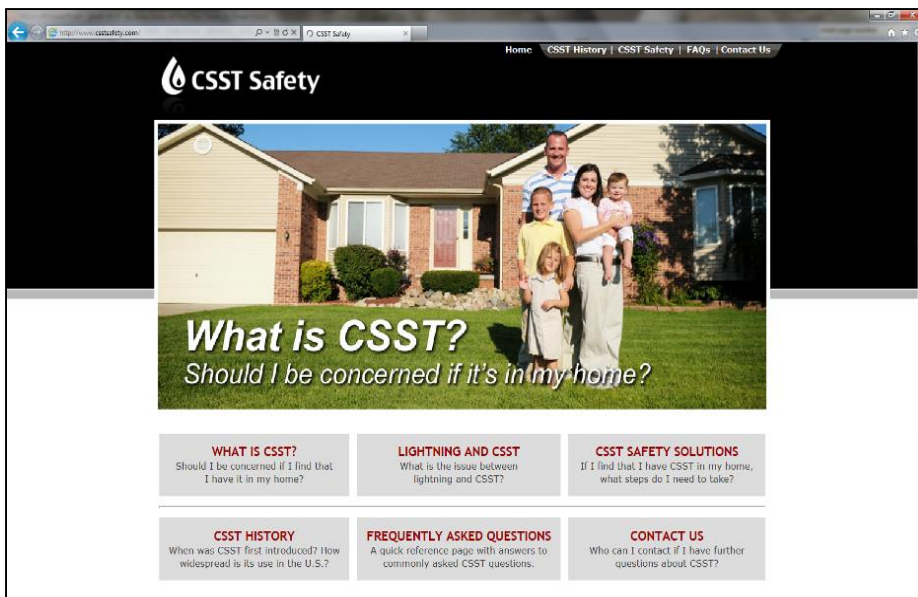 http://www.csstsafety.com/
CSST Safety
Home CSST History | CSST Safety | FAQs | Contact Us
CSST Safety
What is CSST?
Should I be concerned if it's in my home?
WHAT IS CSST?
Should I be concerned if I find that
I have it in my home?
LIGHTNING AND CSST
What is the issue between
lightning and CSST?
CSST SAFETY SOLUTIONS
If I find that I have CSST in my home,
what steps do I need to take?
CSST HISTORY
When was CSST first introduced? How
widespread is its use in the U.S.?
FREQUENTLY ASKED QUESTIONS
A quick reference page with answers to
commonly asked CSST questions.
CONTACT US
Who can I contact if I have further
questions about CSST?